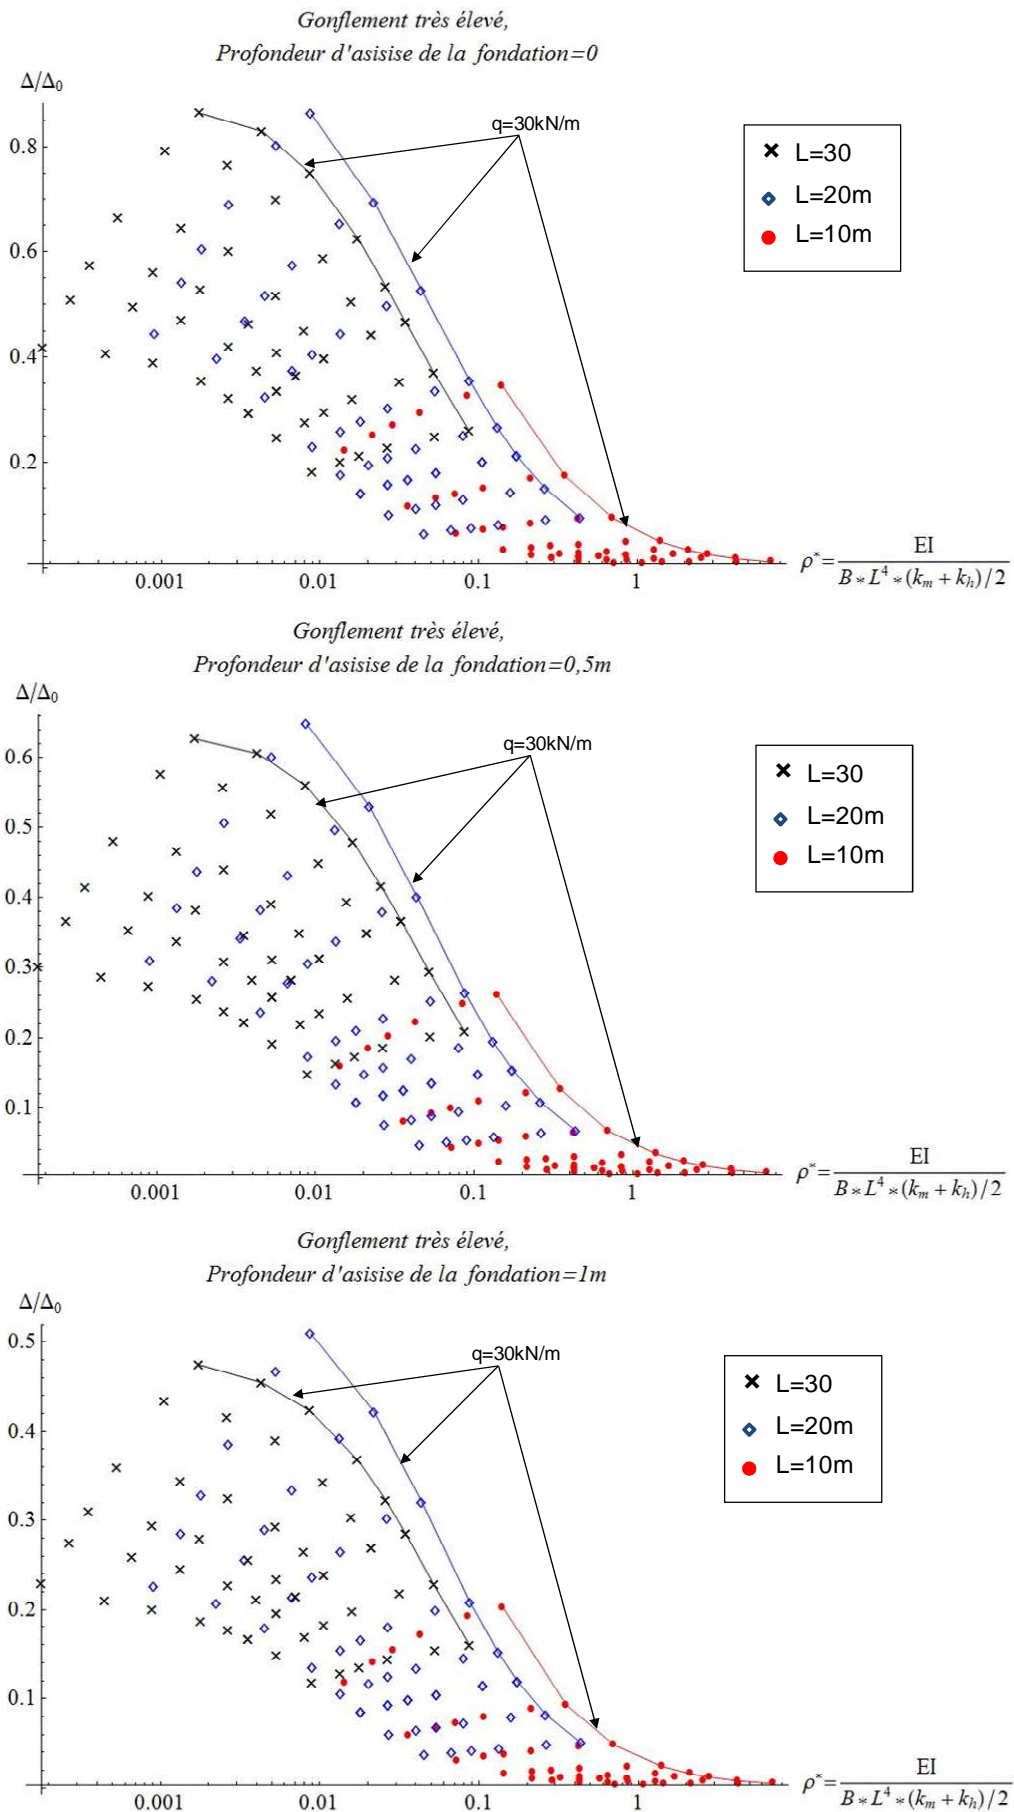 Gonflement très élevé,
Profondeur d'asisise de la fondation=0
Δ/Δ₀
q=30kN/m
L=30
L=20m
L=10m
0.8
0.6
0.4
0.2
0.001 0.01 0.1 1
ρ*= EI / B*L⁴*(kₘ+kₕ)/2
Gonflement très élevé,
Profondeur d'asisise de la fondation=0,5m
Δ/Δ₀
q=30kN/m
L=30
L=20m
L=10m
0.6
0.5
0.4
0.3
0.2
0.1
0.001 0.01 0.1 1
ρ*= EI / B*L⁴*(kₘ+kₕ)/2
Gonflement très élevé,
Profondeur d'asisise de la fondation=1m
Δ/Δ₀
q=30kN/m
L=30
L=20m
L=10m
0.5
0.4
0.3
0.2
0.1
0.001 0.01 0.1 1
ρ*= EI / B*L⁴*(kₘ+kₕ)/2